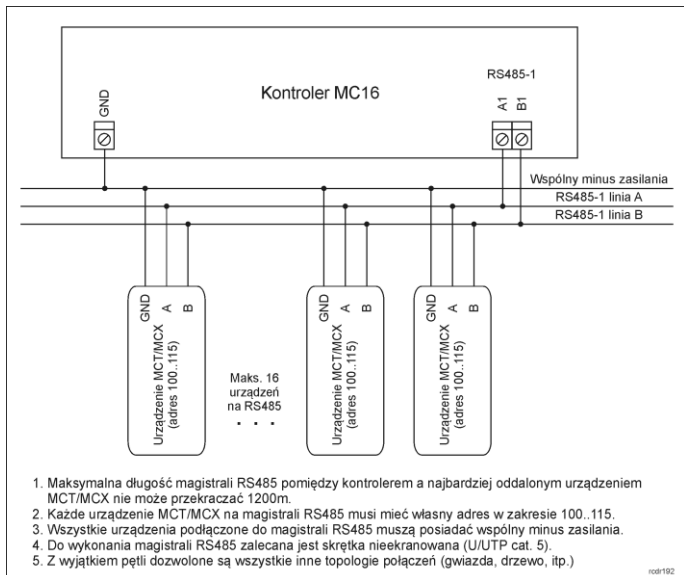 Kontroler MC16
RS485-1
GND
A1
B1
Wspólny minus zasilania
RS485-1 linia A
RS485-1 linia B
GND
A
B
Urządzenie MCT/MCX
(adres 100..115)
Maks. 16
urządzeń
na RS485
. . .
GND
A
B
Urządzenie MCT/MCX
(adres 100..115)
GND
A
B
Urządzenie MCT/MCX
(adres 100..115)
1. Maksymalna długość magistrali RS485 pomiędzy kontrolerem a najbardziej oddalonym urządzeniem
MCT/MCX nie może przekraczać 1200m.
2. Każde urządzenie MCT/MCX na magistrali RS485 musi mieć własny adres w zakresie 100..115.
3. Wszystkie urządzenia podłączone do magistrali RS485 muszą posiadać wspólny minus zasilania.
4. Do wykonania magistrali RS485 zalecana jest skrętka nieekranowana (U/UTP cat. 5).
5. Z wyjątkiem pętli dozwolone są wszystkie inne topologie połączeń (gwiazda, drzewo, itp.)
rcdr192